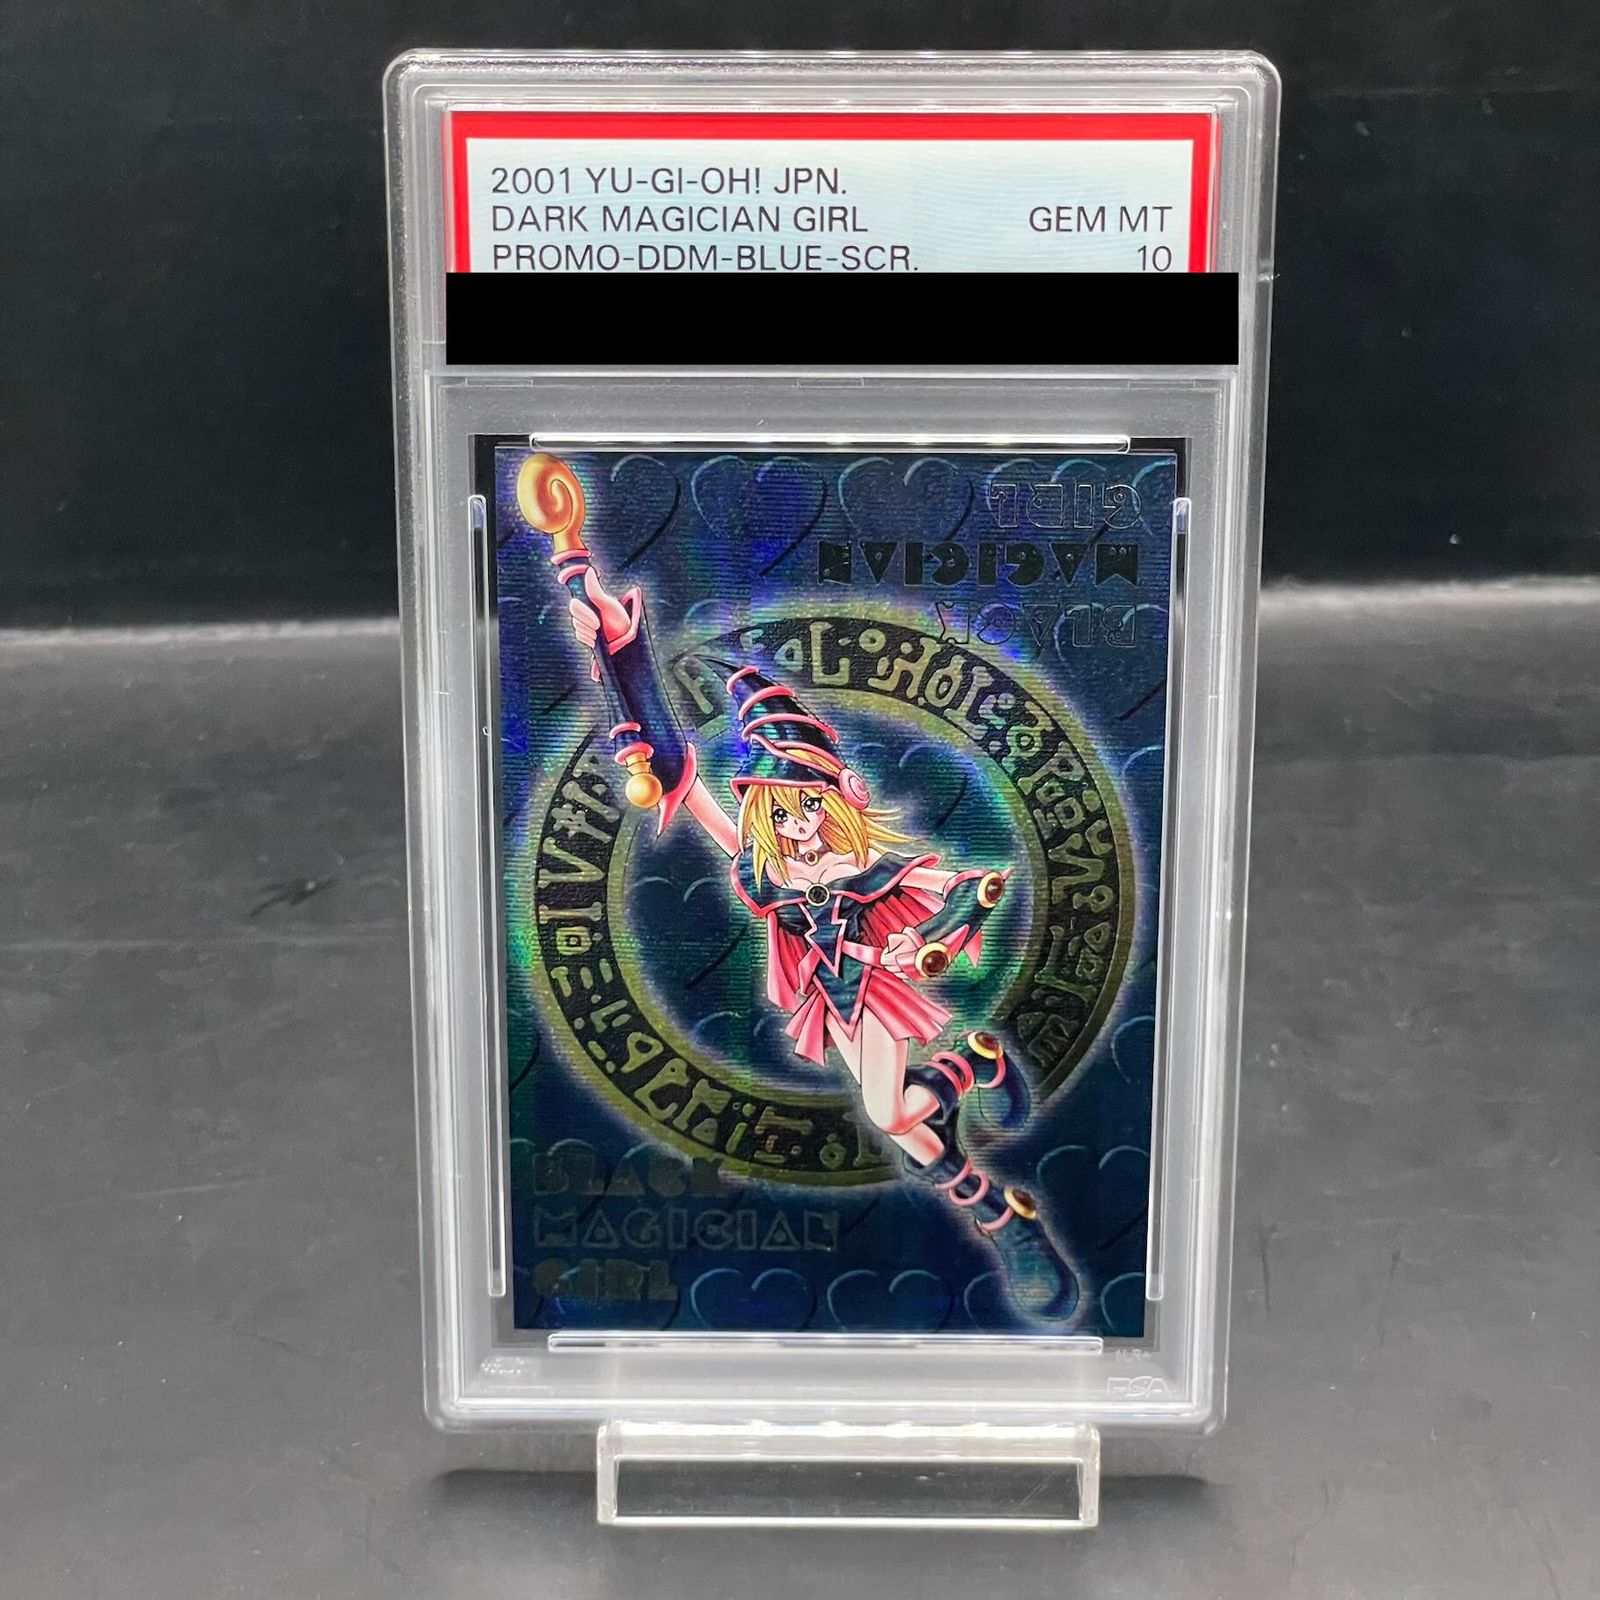 2001 YU-GI-OH! JPN.
DARK MAGICIAN GIRL GEM MT
PROMO-DDM-BLUE-SCR. 10
BLACK
MAGICIAN
GIRL
BLACK
MAGICIAN
GIRL
PSA